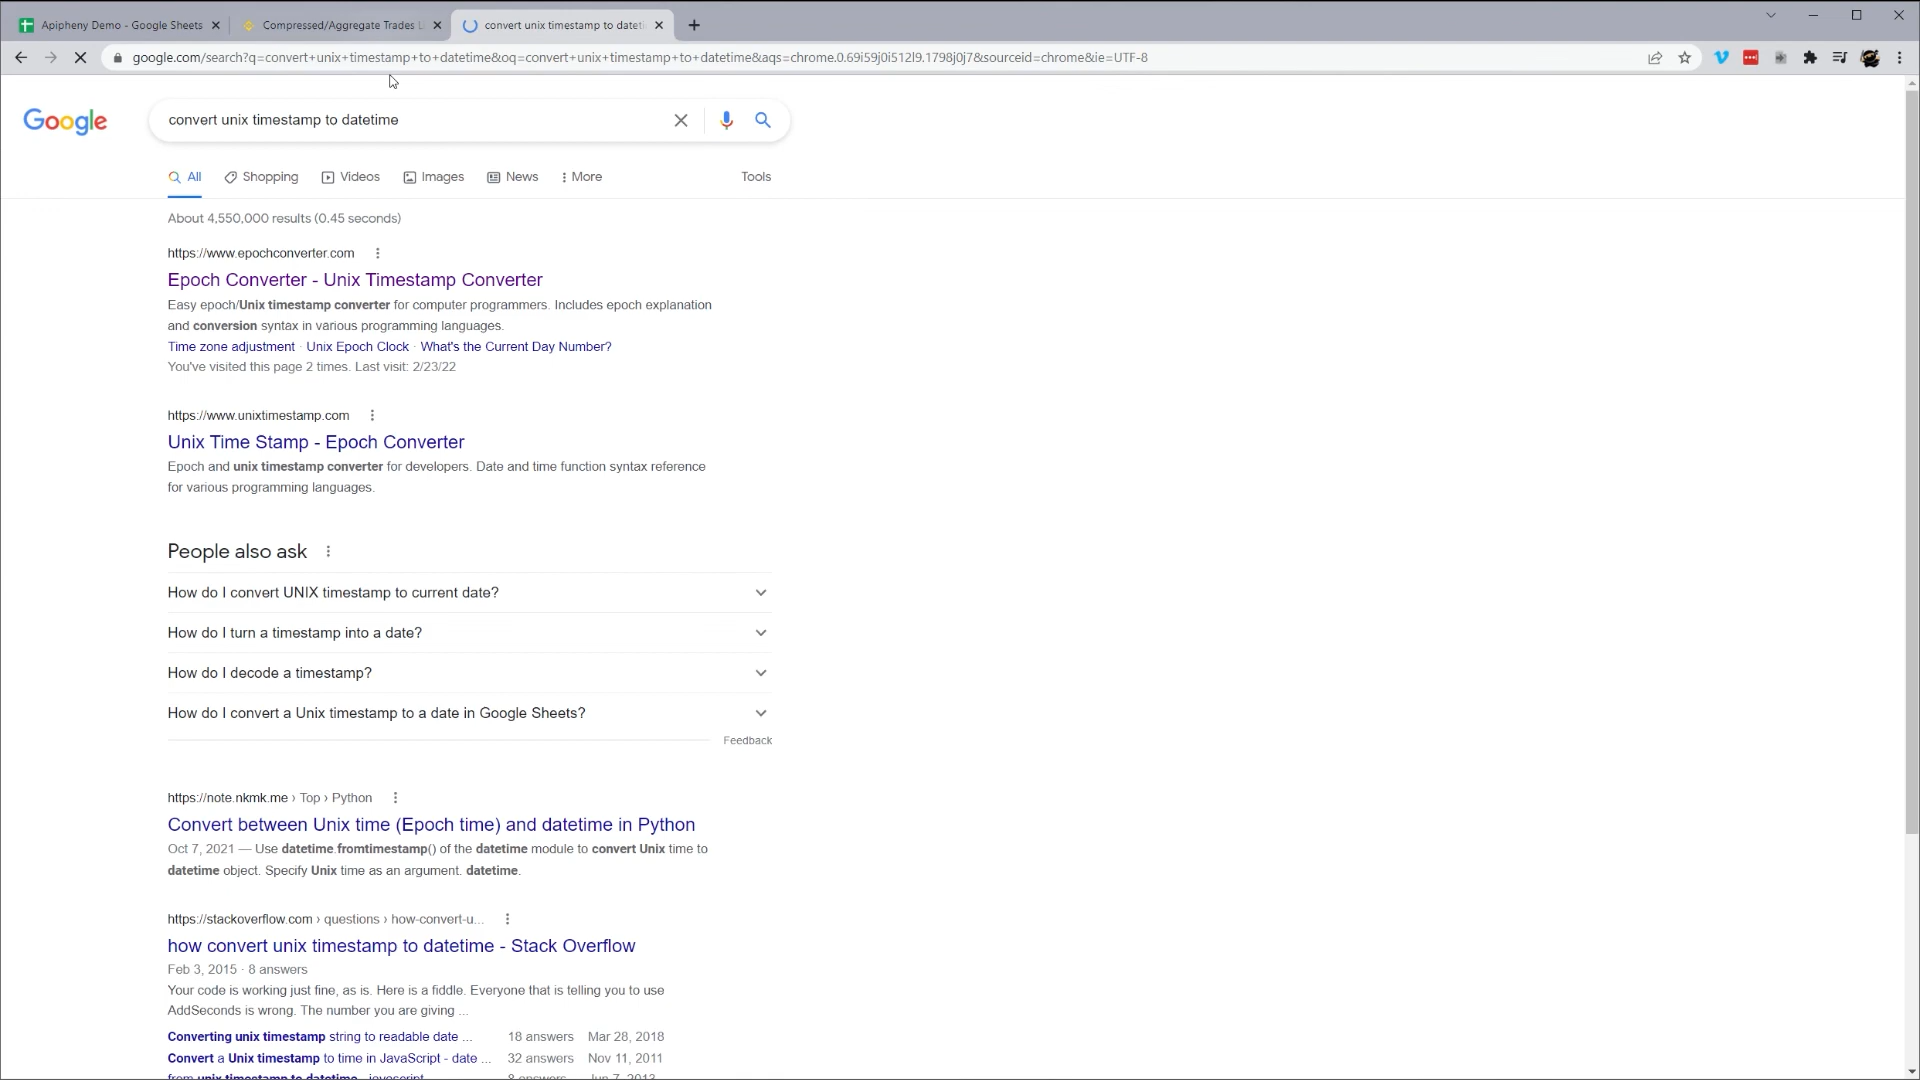 Apipheny Demo - Google Sheets
Compressed/Aggregate Trades L
convert unix timestamp to dateti
google.com/search?q=convert+unix+timestamp+to+datetime&oq=convert+unix+timestamp+to+datetime&aqs=chrome.0.69i59j0i512l9.1798j0j7&sourceid=chrome&ie=UTF-8
Google
convert unix timestamp to datetime
All Shopping Videos Images News More Tools
About 4,550,000 results (0.45 seconds)
https://www.epochconverter.com
Epoch Converter - Unix Timestamp Converter
Easy epoch/Unix timestamp converter for computer programmers. Includes epoch explanation
and conversion syntax in various programming languages.
Time zone adjustment · Unix Epoch Clock · What's the Current Day Number?
You've visited this page 2 times. Last visit: 2/23/22
https://www.unixtimestamp.com
Unix Time Stamp - Epoch Converter
Epoch and unix timestamp converter for developers. Date and time function syntax reference
for various programming languages.
People also ask
How do I convert UNIX timestamp to current date?
How do I turn a timestamp into a date?
How do I decode a timestamp?
How do I convert a Unix timestamp to a date in Google Sheets?
Feedback
https://note.nkmk.me › Top › Python
Convert between Unix time (Epoch time) and datetime in Python
Oct 7, 2021 — Use datetime.fromtimestamp() of the datetime module to convert Unix time to
datetime object. Specify Unix time as an argument. datetime.
https://stackoverflow.com › questions › how-convert-u...
how convert unix timestamp to datetime - Stack Overflow
Feb 3, 2015 · 8 answers
Your code is working just fine, as is. Here is a fiddle. Everyone that is telling you to use
AddSeconds is wrong. The number you are giving ...
Converting unix timestamp string to readable date ... 18 answers Mar 28, 2018
Convert a Unix timestamp to time in JavaScript - date ... 32 answers Nov 11, 2011
from unix timestamp to datetime - javascript 8 answers Jun 7, 2013